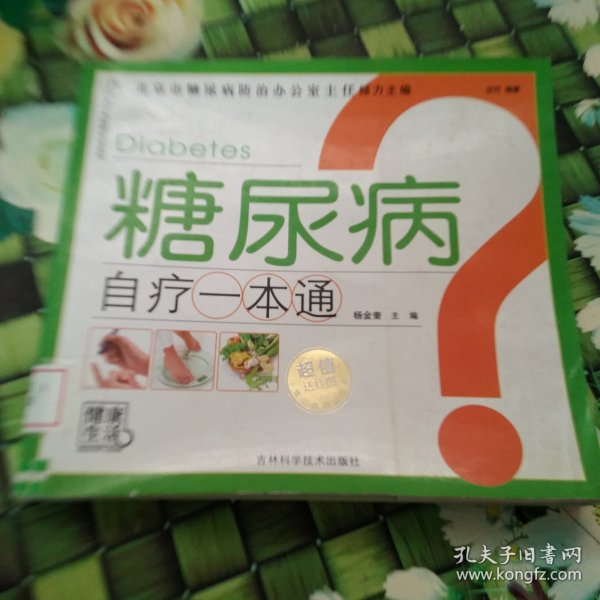 北京市糖尿病防治办公室主任倾力主编
Diabetes
糖尿病
自疗一本通
杨金奎 主 编
超值
健康
生活
吉林科学技术出版社
孔夫子旧书网
www.kongfz.com